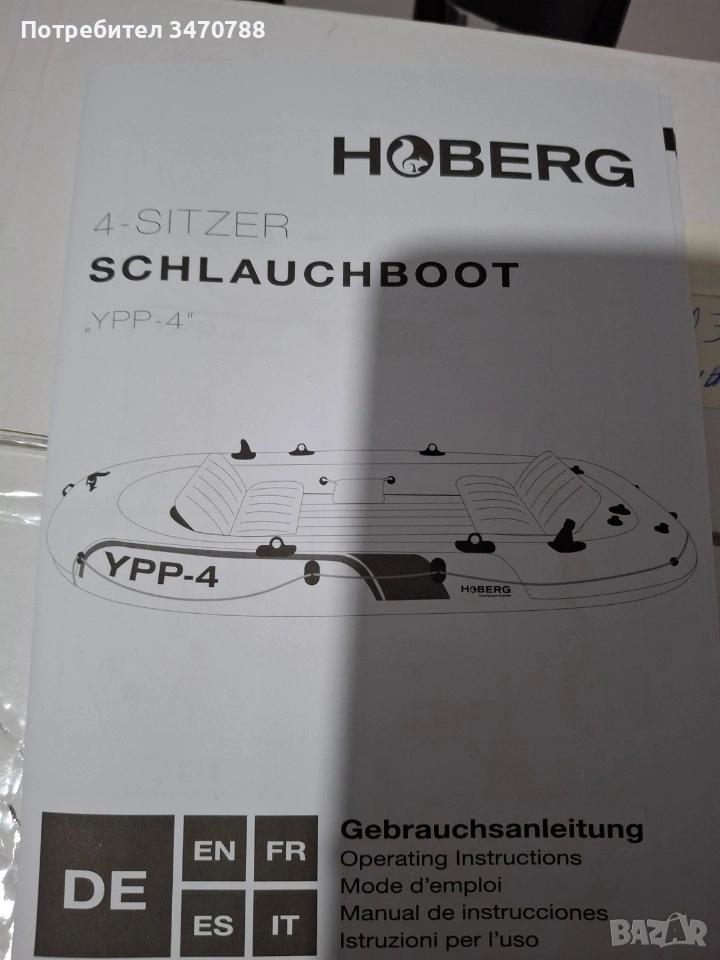 Потребител 3470788
HOBERG
4-SITZER
SCHLAUCHBOOT
„YPP-4"
YPP-4
HOBERG
DE
EN
FR
ES
IT
Gebrauchsanleitung
Operating Instructions
Mode d'emploi
Manual de instrucciones
Istruzioni per l'uso
BAZAR